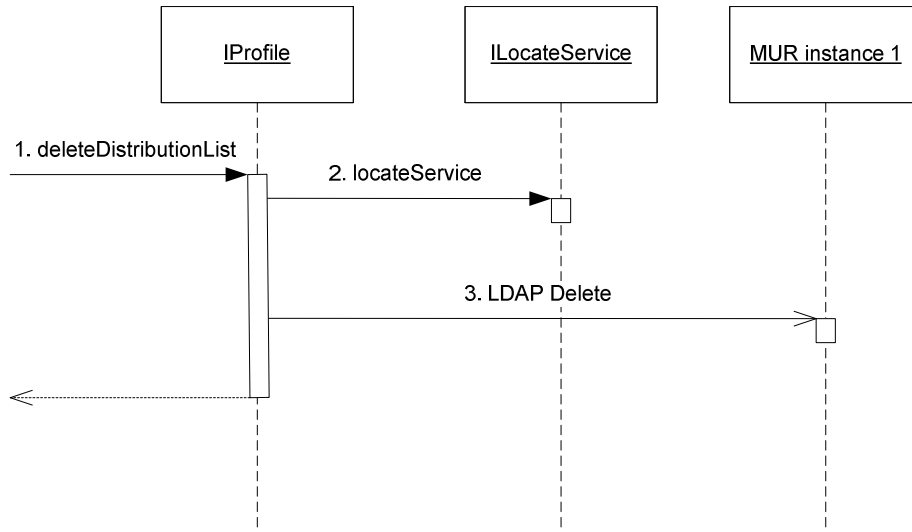 IProfile
ILocateService
MUR instance 1
1. deleteDistributionList
2. locateService
3. LDAP Delete